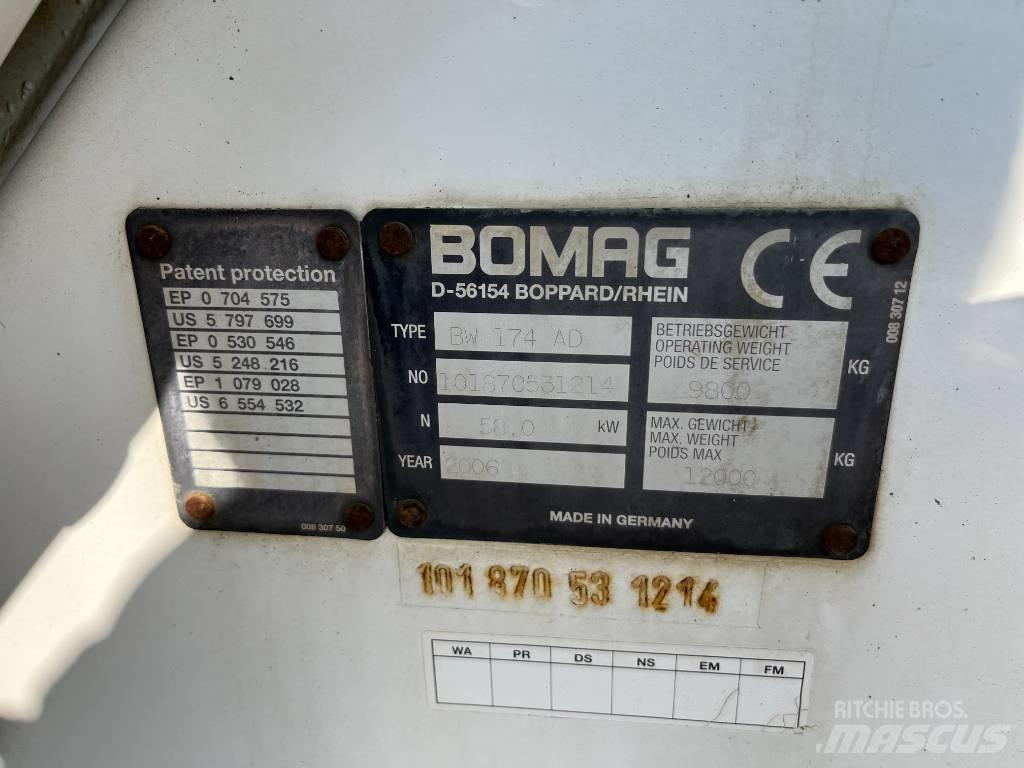 Patent protection
EP 0 704 575
US 5 797 699
EP 0 530 546
US 5 248 216
EP 1 079 028
US 6 554 532
008 307 50
BOMAG CE
D-56154 BOPPARD/RHEIN
TYPE BW 174 AD
NO 101870531214
N 58,0 kW
YEAR 2006
BETRIEBSGEWICHT
OPERATING WEIGHT
POIDS DE SERVICE
9800 KG
MAX. GEWICHT
MAX. WEIGHT
POIDS MAX
12000 KG
MADE IN GERMANY
008 307 12
101 870 53 1214
WA PR DS NS EM FM
RITCHIE BROS.
MASCUS